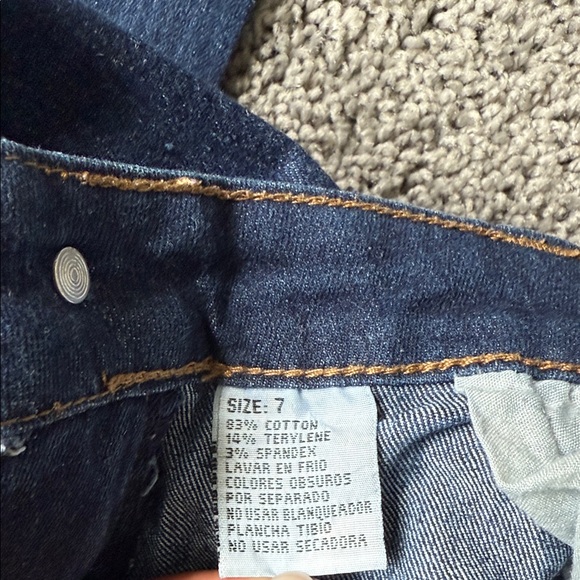 SIZE: 7
83% COTTON
14% TERYLENE
3% SPANDEX
LAVAR EN FRIO
COLORES OBSUROS
POR SEPARADO
NO USAR BLANQUEADOR
PLANCHA TIBIO
NO USAR SECADORA